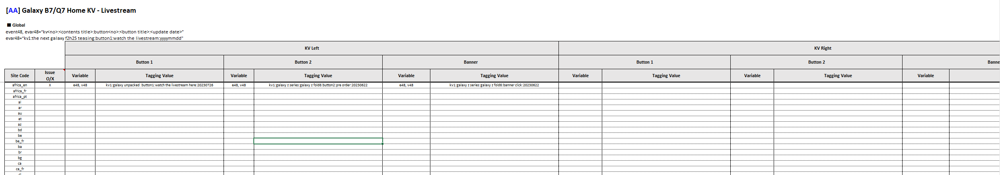 [AA] Galaxy B7/Q7 Home KV - Livestream
■ Global
event48, evar48="kv<no>:<contents title>:button<no>:<button title>:<update date>"
evar48="kv1:the next galaxy f2h25 teasing:button1:watch the livestream:yyyymmdd"
KV Left KV Right
Button 1 Button 2 Banner Button 1 Button 2 Banne
Site Code Issue O/X Variable Tagging Value Variable Tagging Value Variable Tagging Value Variable Tagging Value Variable Tagging Value Variable
africa_en X e48, v48 kv1:galaxy unpacked :button1:watch the livestream here:20230726 e48, v48 kv1:galaxy z series:galaxy z fold6:button2:pre order:20230622 e48, v48 kv1:galaxy z series:galaxy z fold6:banner click:20230622
africa_fr
africa_pt
al
ar
au
at
az
bd
be
be_fr
ba
br
bg
ca
ca_fr
cl